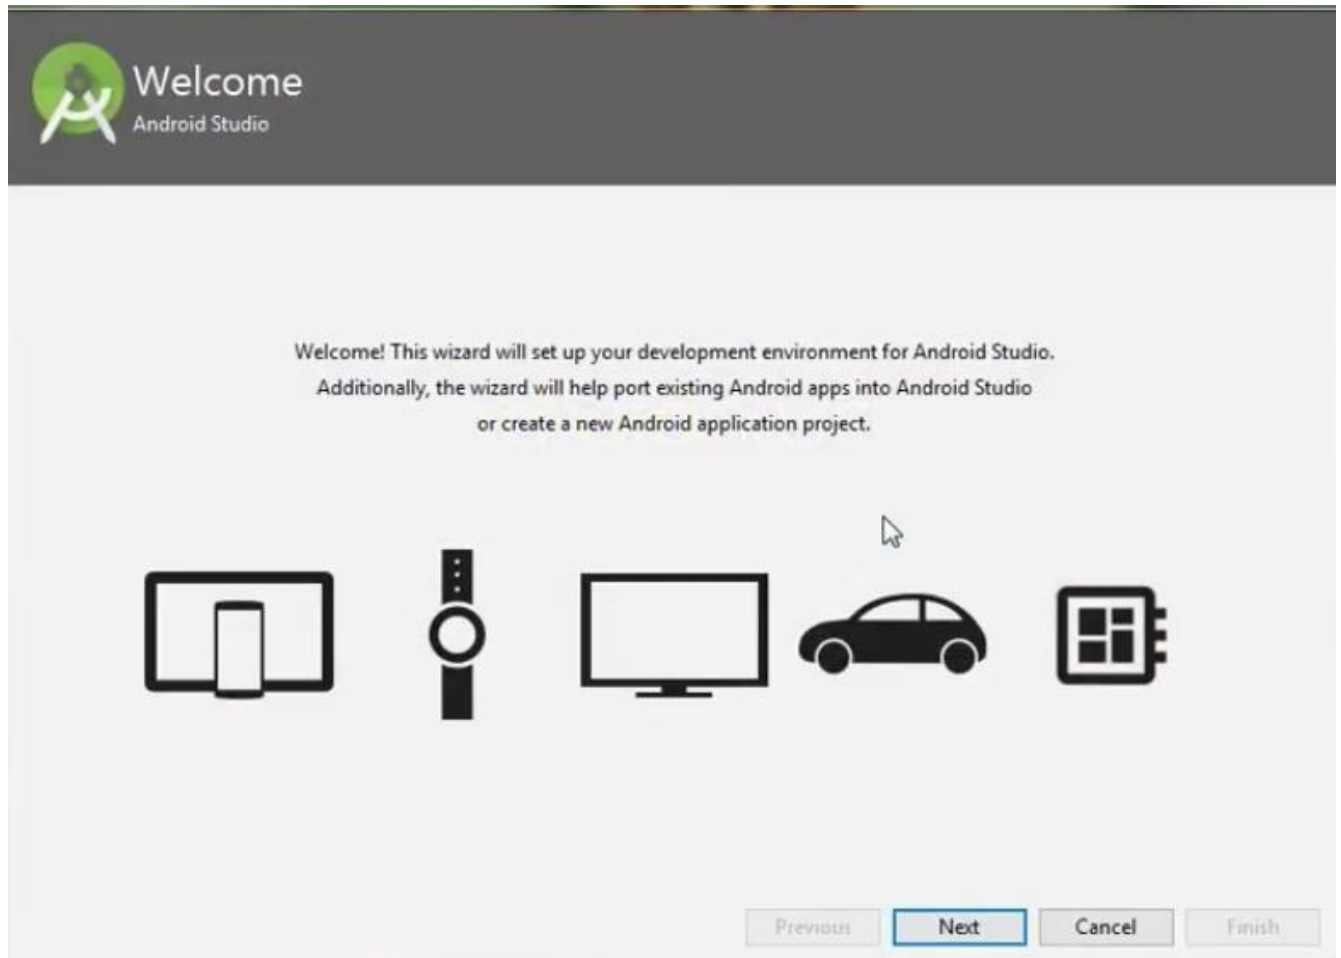 Welcome
Android Studio
Welcome! This wizard will set up your development environment for Android Studio.
Additionally, the wizard will help port existing Android apps into Android Studio
or create a new Android application project.
Previous
Next
Cancel
Finish